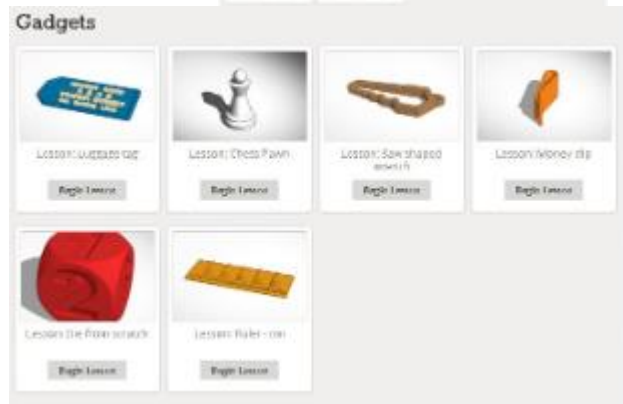 Gadgets
Lesson: Luggage tag
Begin Lesson
Lesson: Chess Pawn
Begin Lesson
Lesson: Saw shaped
Begin Lesson
Lesson: Money clip
Begin Lesson
2
Lesson: Die from scratch
Begin Lesson
Lesson: Ruler - cm
Begin Lesson